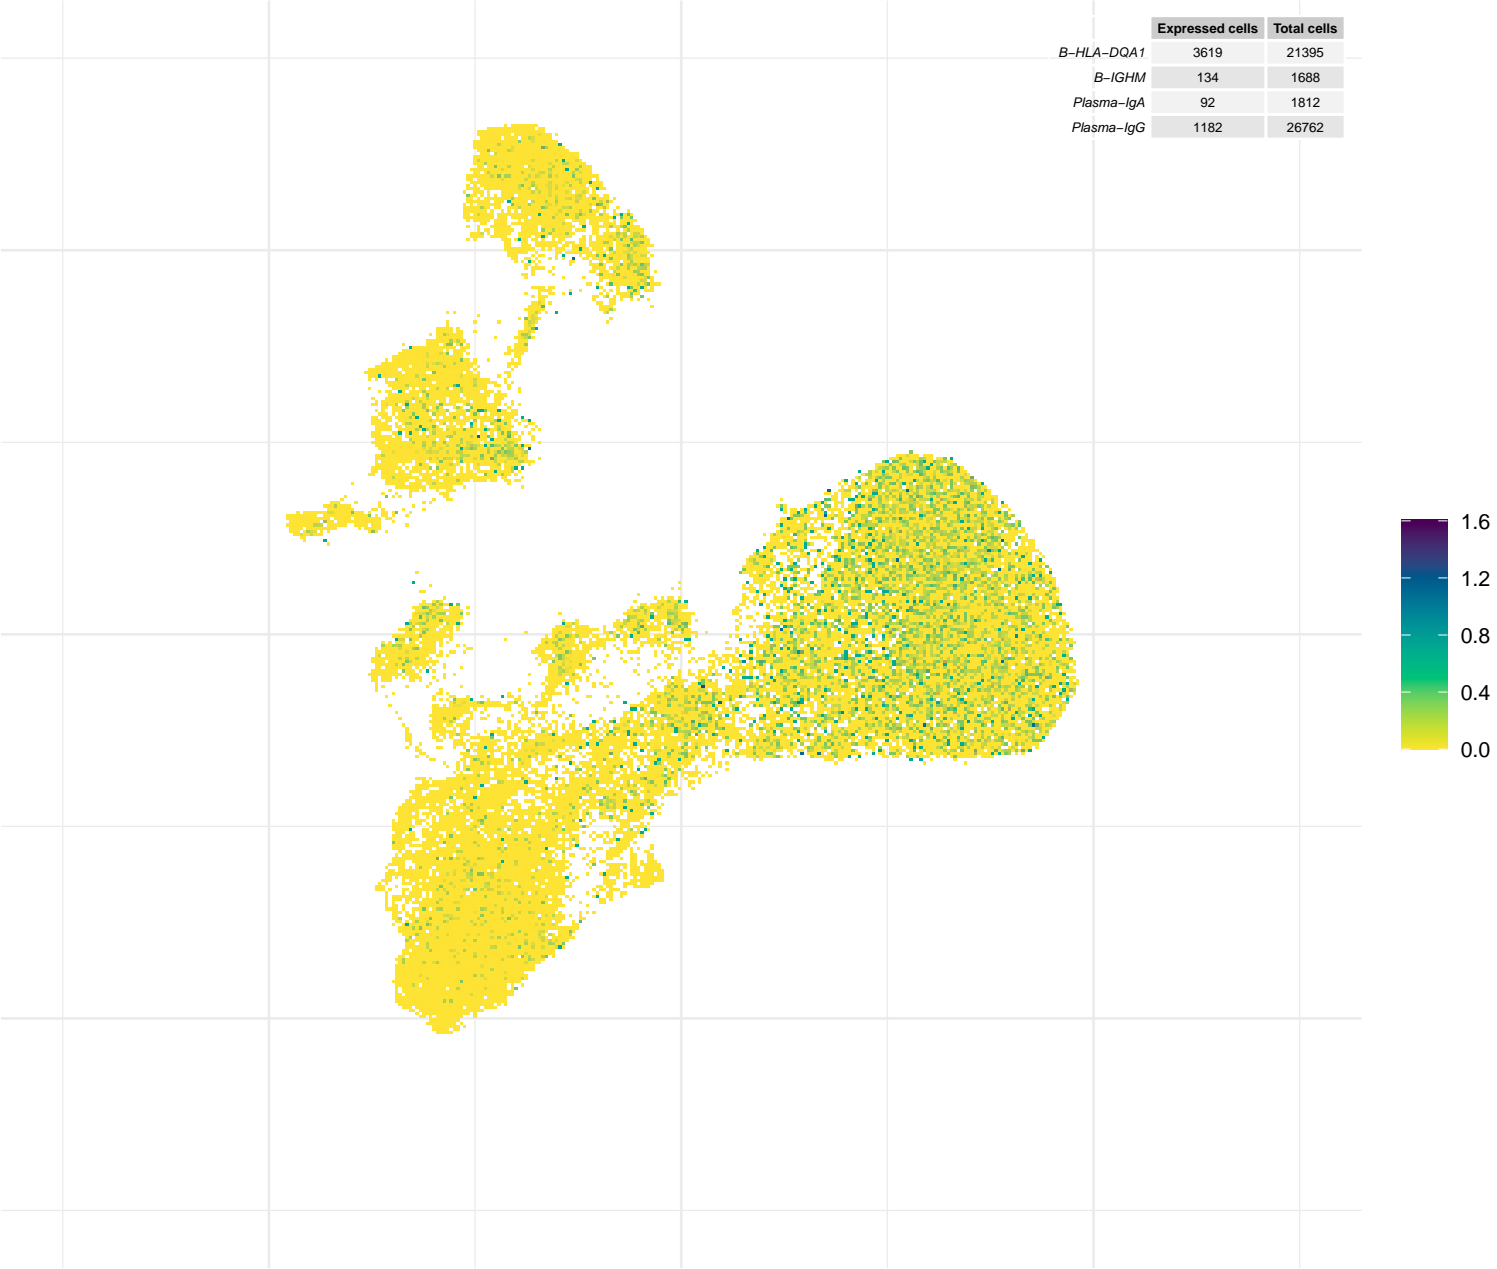 Expressed cells Total cells
B−HLA−DQA1 3619 21395
B−IGHM 134 1688
Plasma−IgA 92 1812
Plasma−IgG 1182 26762
1.6
1.2
0.8
0.4
0.0